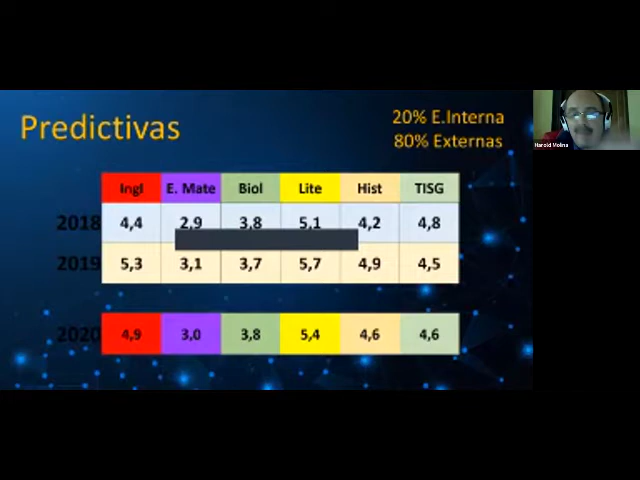 Predictivas
20% E.Interna
80% Externas
Ingl E. Mate Biol Lite Hist TISG
2018 4,4 2,9 3,8 5,1 4,2 4,8
2019 5,3 3,1 3,7 5,7 4,9 4,5
2020 4,9 3,0 3,8 5,4 4,6 4,6
Harold Molina